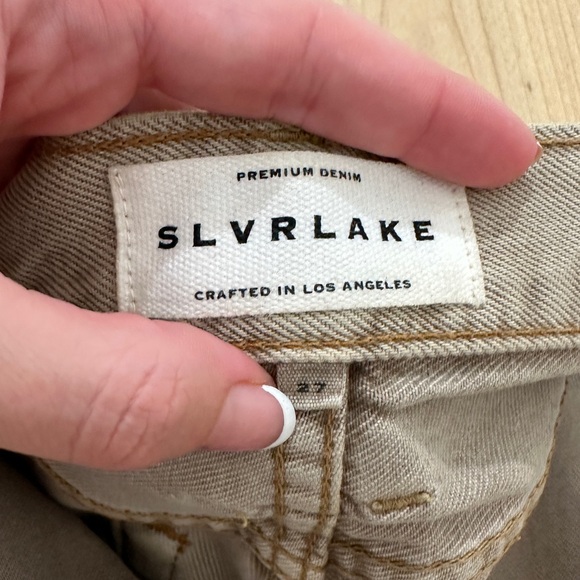 PREMIUM DENIM
SLVRLAKE
CRAFTED IN LOS ANGELES
27